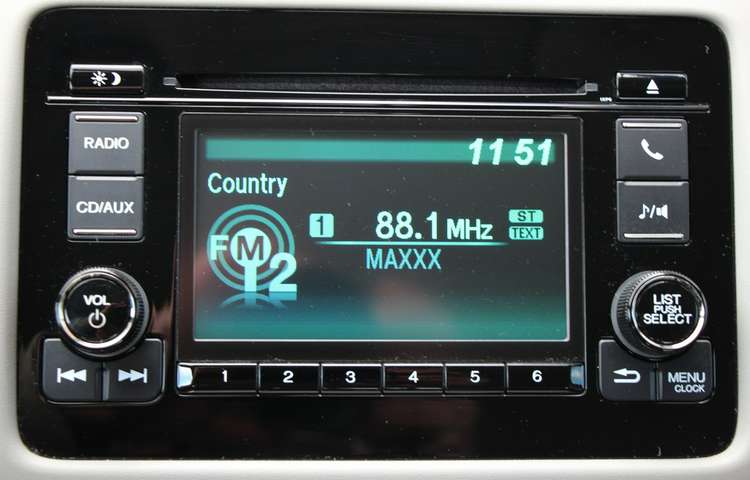 RADIO
CD/AUX
VOL
11 51
Country
FM 12
1 88.1 MHz ST
TEXT
MAXXX
LIST
PUSH
SELECT
1 2 3 4 5 6
MENU
CLOCK